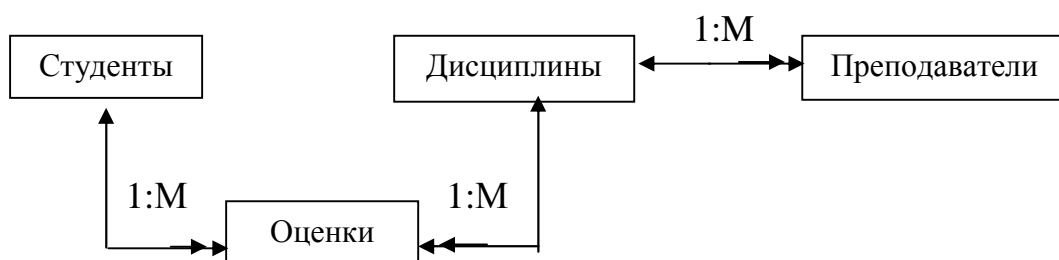 1:М
Студенты
Дисциплины
Преподаватели
1:М
1:М
Оценки